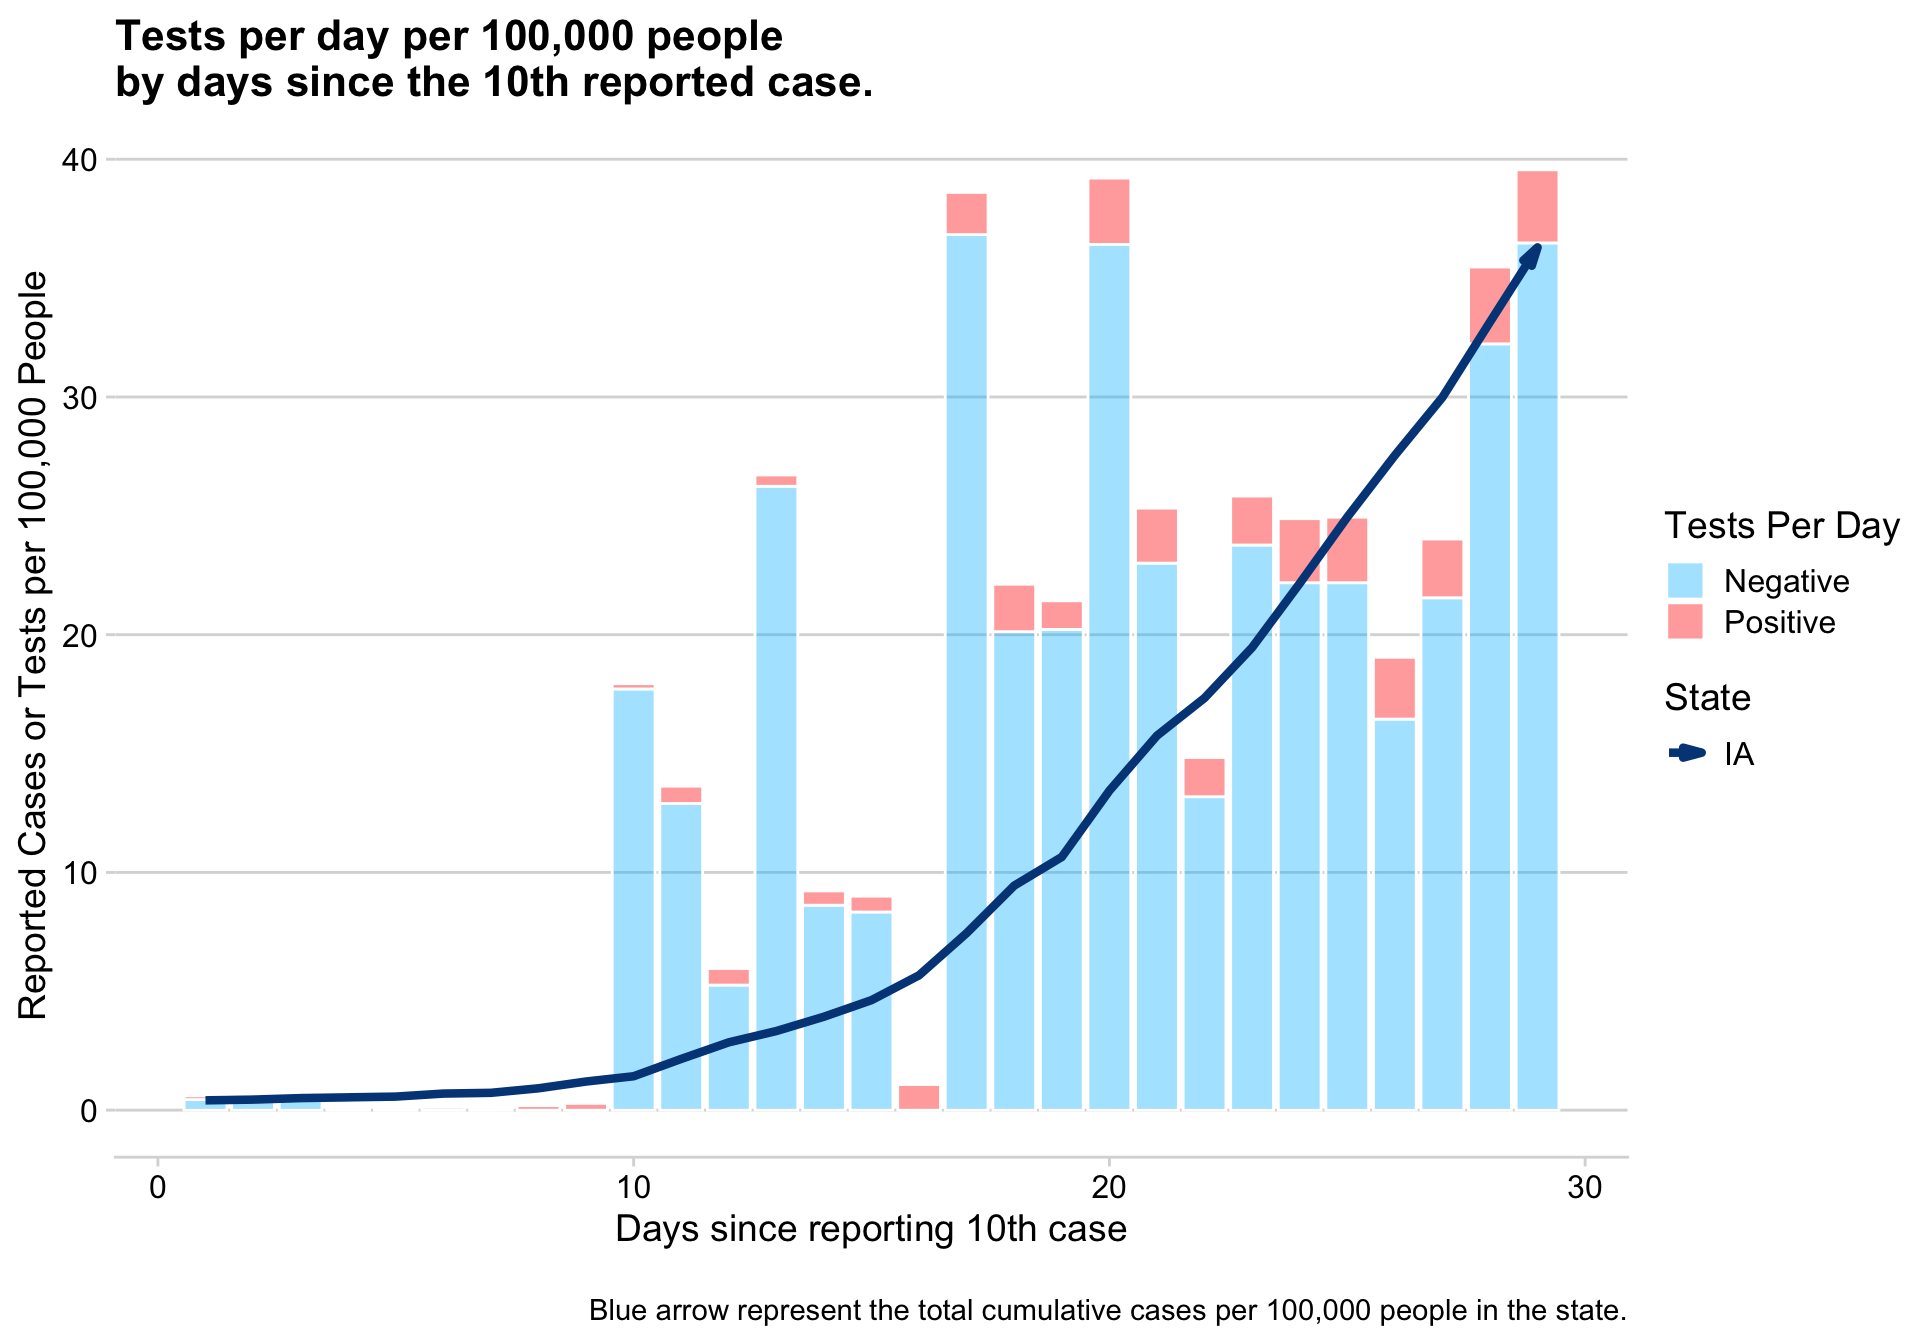 Tests per day per 100,000 people
by days since the 10th reported case.
Reported Cases or Tests per 100,000 People
40
30
20
10
0
0
10
20
30
Days since reporting 10th case
Tests Per Day
Negative
Positive
State
IA
Blue arrow represent the total cumulative cases per 100,000 people in the state.